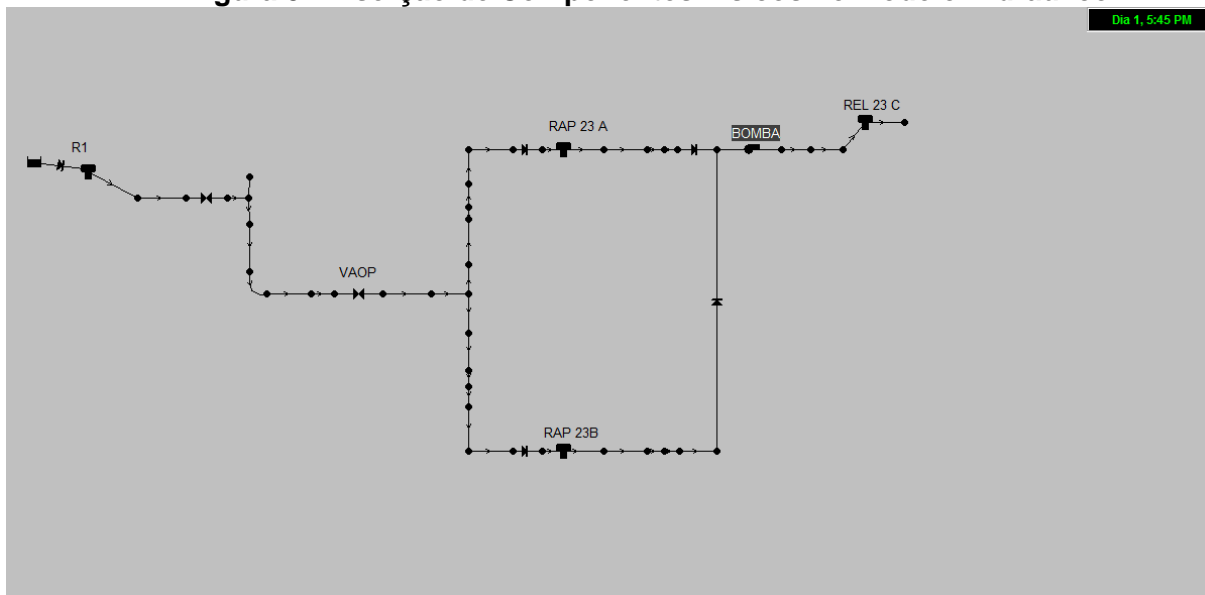 Dia 1, 5:45 PM
REL 23 C
RAP 23 A
BOMBA
R1
VAOP
RAP 23B